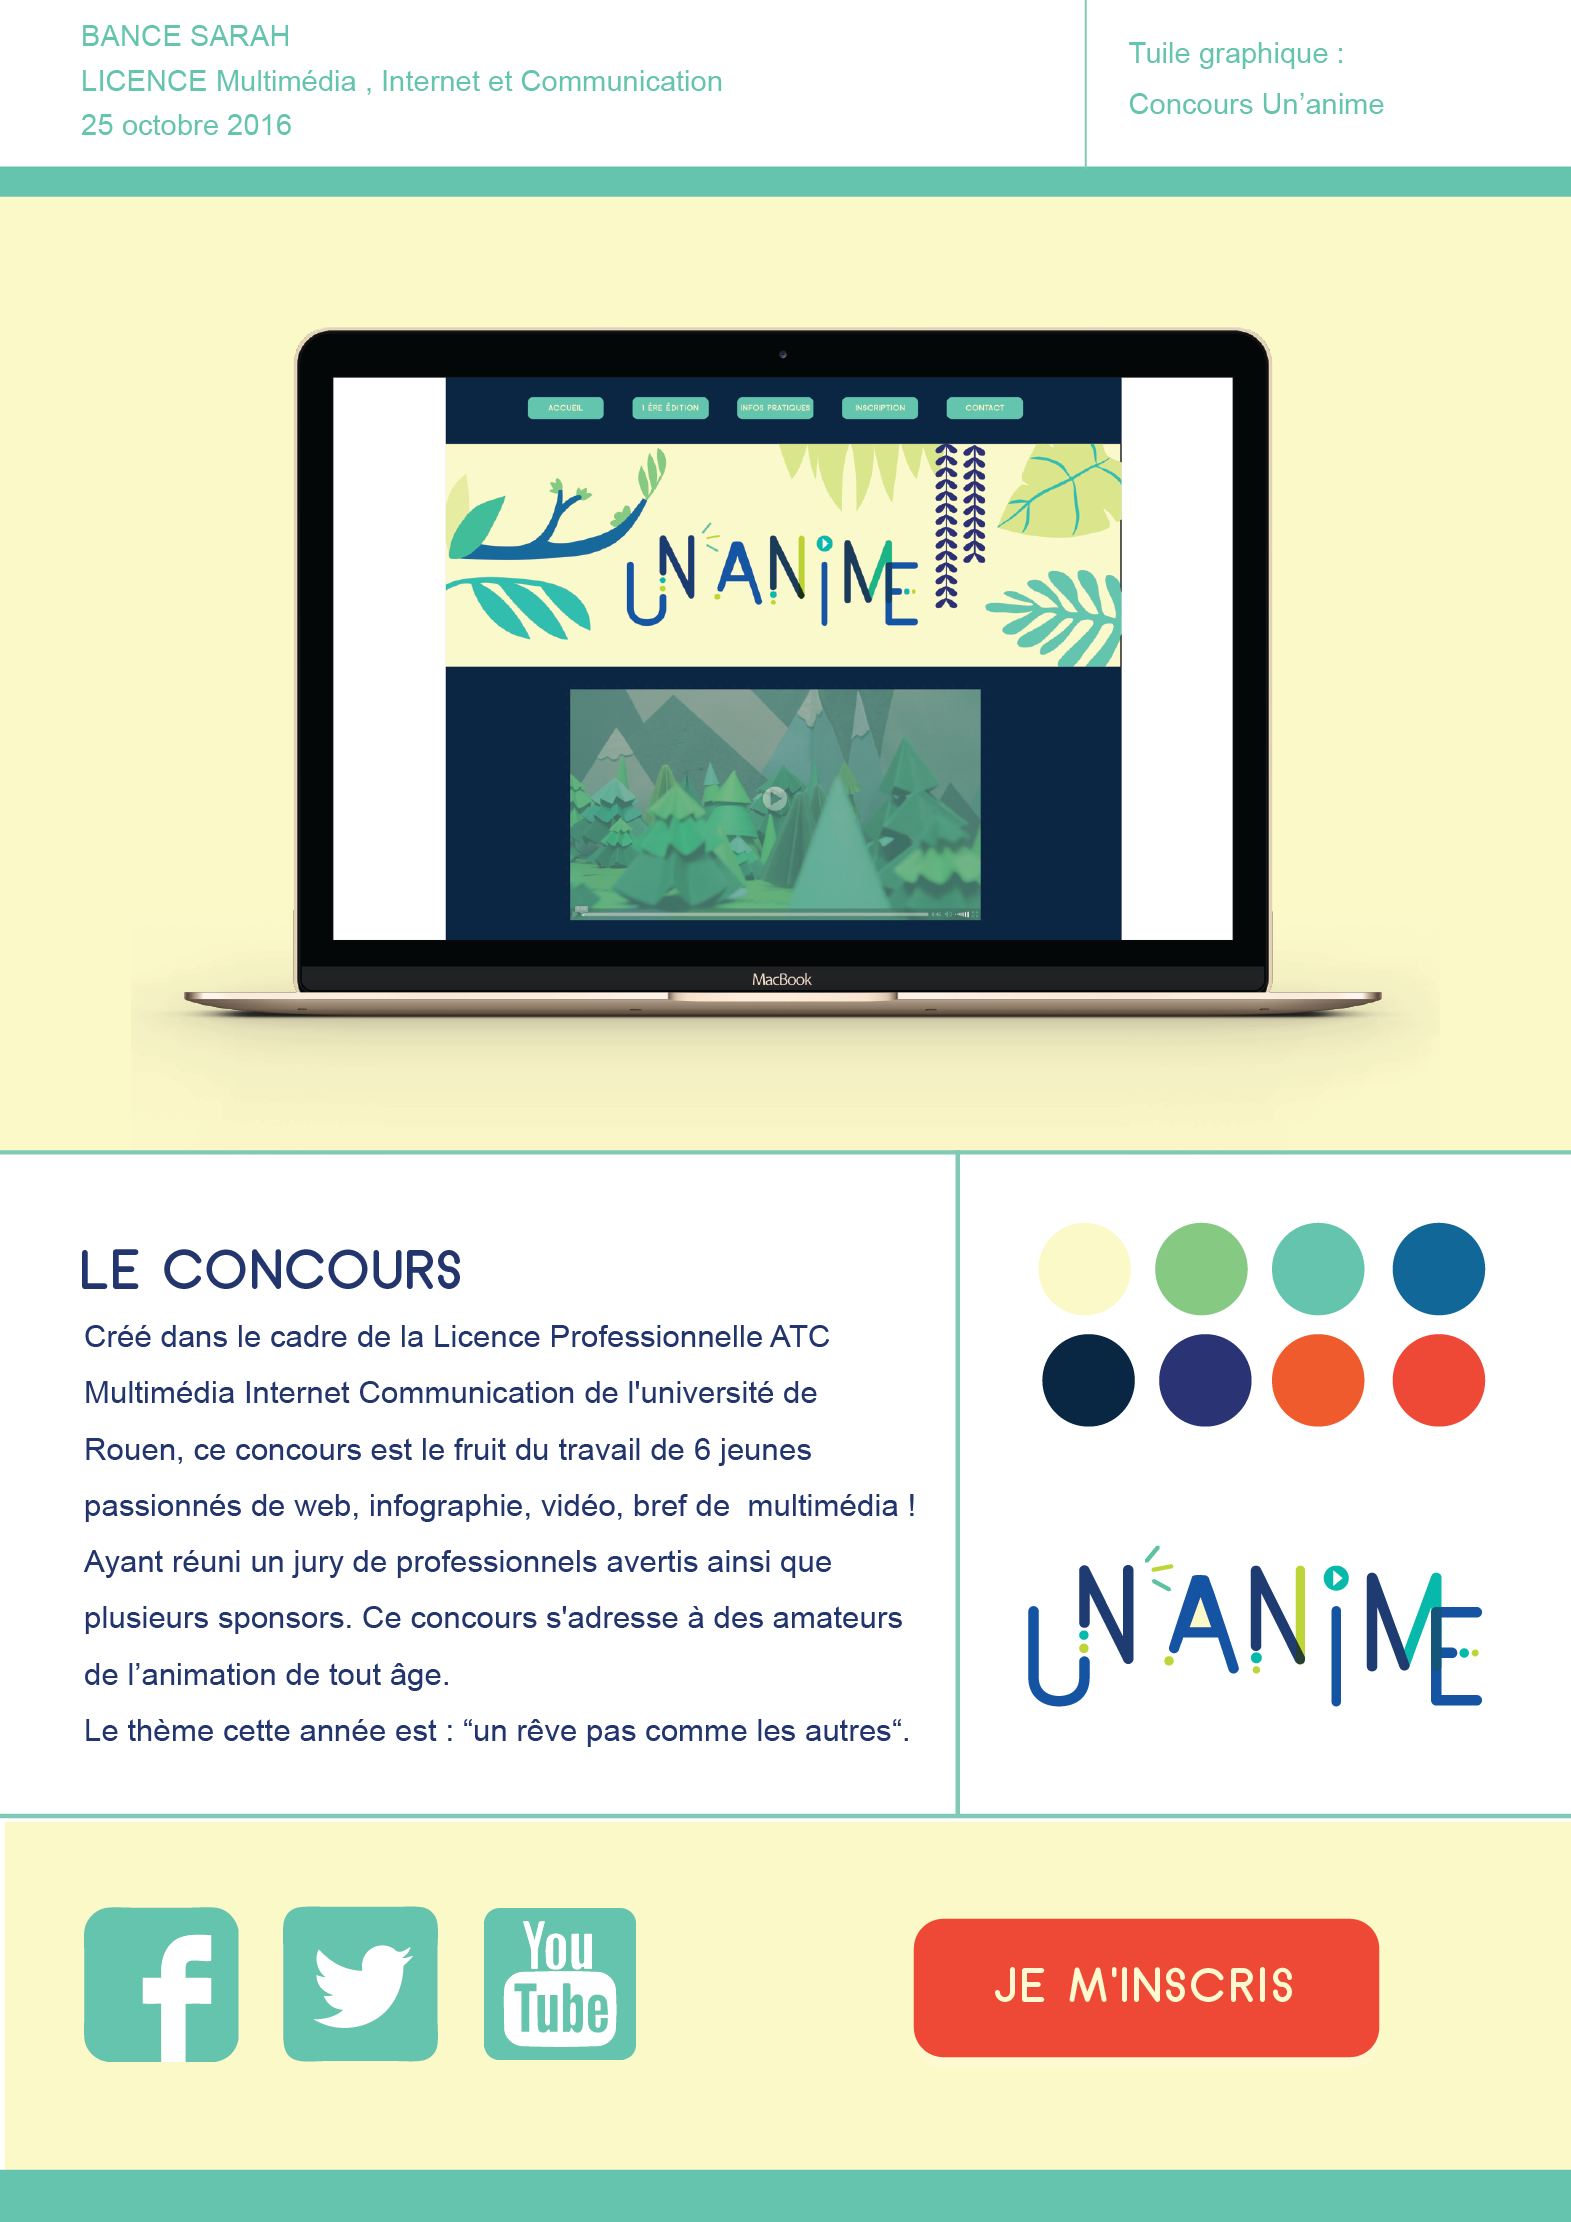 BANCE SARAH
LICENCE Multimédia , Internet et Communication
25 octobre 2016
Tuile graphique :
Concours Un’anime
ACCUEIL
1 ÈRE ÉDITION
INFOS PRATIQUES
INSCRIPTION
CONTACT
UN'ANIME
MacBook
LE CONCOURS
Créé dans le cadre de la Licence Professionnelle ATC
Multimédia Internet Communication de l'université de
Rouen, ce concours est le fruit du travail de 6 jeunes
passionnés de web, infographie, vidéo, bref de  multimédia !
Ayant réuni un jury de professionnels avertis ainsi que
plusieurs sponsors. Ce concours s'adresse à des amateurs
de l’animation de tout âge.
Le thème cette année est : “un rêve pas comme les autres“.
UN'ANIME
f
You
Tube
JE M'INSCRIS